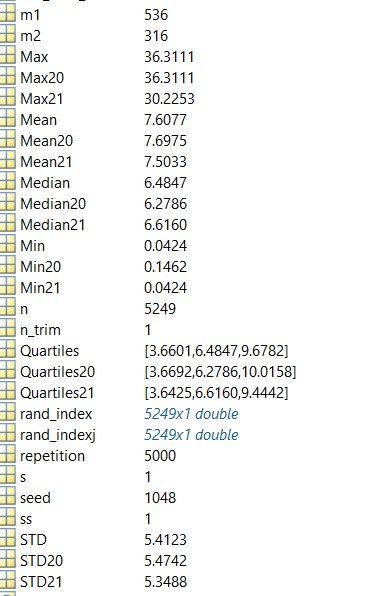 m1 536
m2 316
Max 36.3111
Max20 36.3111
Max21 30.2253
Mean 7.6077
Mean20 7.6975
Mean21 7.5033
Median 6.4847
Median20 6.2786
Median21 6.6160
Min 0.0424
Min20 0.1462
Min21 0.0424
n 5249
n_trim 1
Quartiles [3.6601,6.4847,9.6782]
Quartiles20 [3.6692,6.2786,10.0158]
Quartiles21 [3.6425,6.6160,9.4442]
rand_index 5249x1 double
rand_indexj 5249x1 double
repetition 5000
s 1
seed 1048
ss 1
STD 5.4123
STD20 5.4742
STD21 5.3488